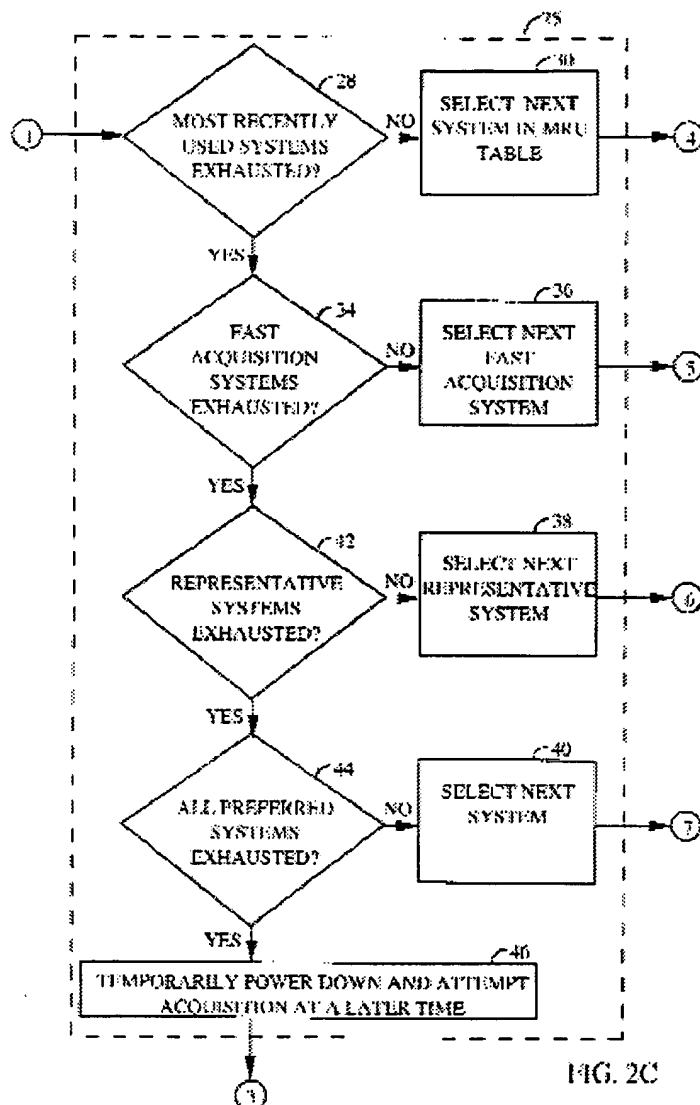 25
28
30
1
MOST RECENTLY
USED SYSTEMS
EXHAUSTED?
NO
SELECT NEXT
SYSTEM IN MRU
TABLE
4
YES
34
36
FAST
ACQUISITION
SYSTEMS
EXHAUSTED?
NO
SELECT NEXT
FAST
ACQUISITION
SYSTEM
5
YES
42
38
REPRESENTATIVE
SYSTEMS
EXHAUSTED?
NO
SELECT NEXT
REPRESENTATIVE
SYSTEM
6
YES
44
40
ALL PREFERRED
SYSTEMS
EXHAUSTED?
NO
SELECT NEXT
SYSTEM
7
YES
46
TEMPORARILY POWER DOWN AND ATTEMPT
ACQUISITION AT A LATER TIME
3
FIG. 2C